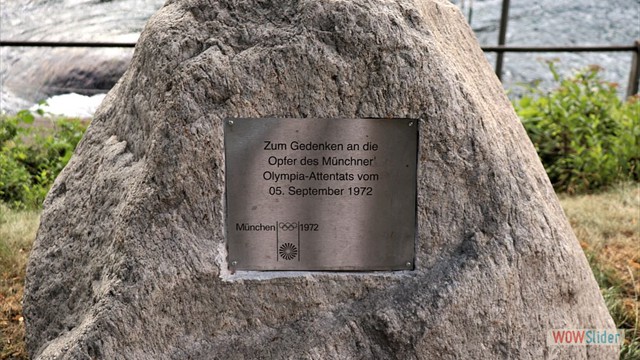 Zum Gedenken an die
Opfer des Münchner'
Olympia-Attentats vom
05. September 1972
München 1972
WOWSlider